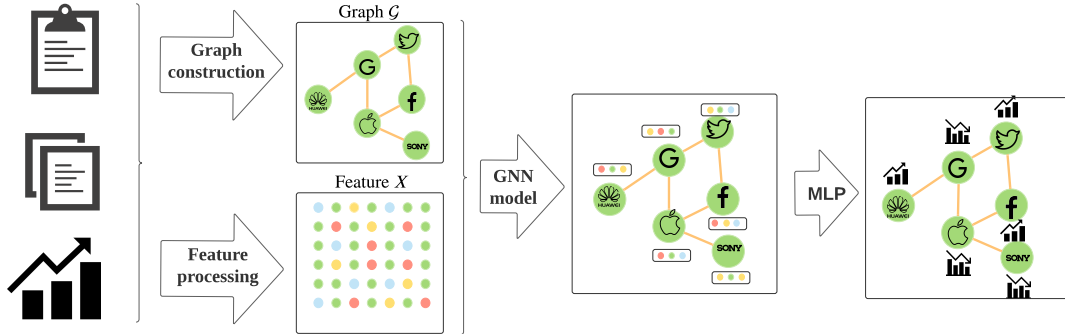 Graph 𝒢
Graph
construction
G
f
HUAWEI
SONY
Feature X
Feature
processing
GNN
model
G
f
HUAWEI
SONY
MLP
G
f
HUAWEI
SONY